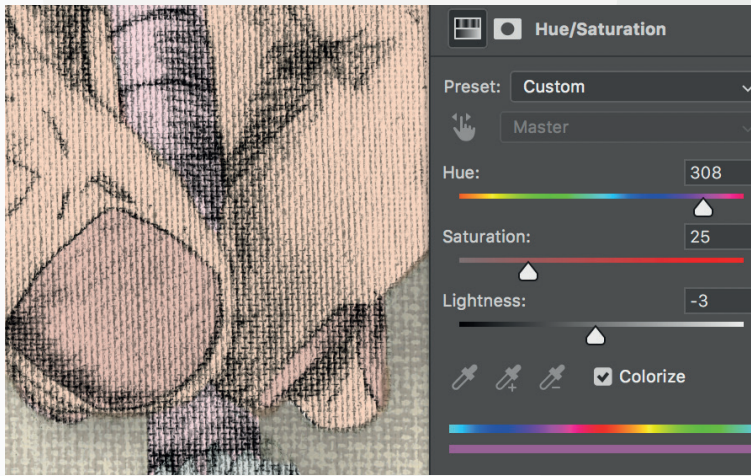 Hue/Saturation
Preset: Custom
Master
Hue: 308
Saturation: 25
Lightness: -3
Colorize